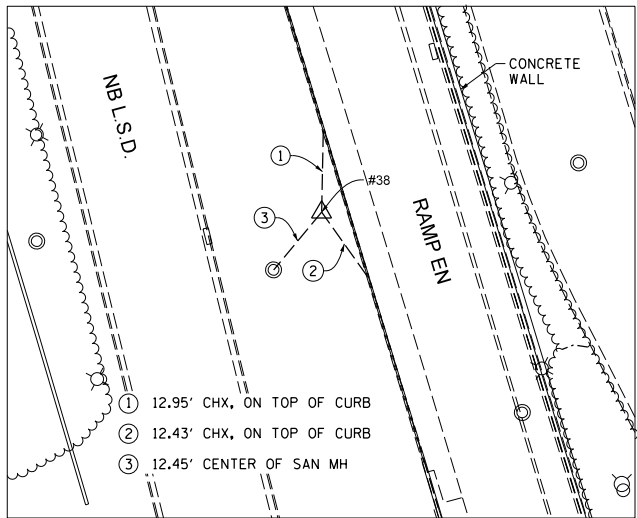 CONCRETE
WALL
NB L.S.D.
1
#38
3
RAMP EN
2
1 12.95' CHX, ON TOP OF CURB
2 12.43' CHX, ON TOP OF CURB
3 12.45' CENTER OF SAN MH